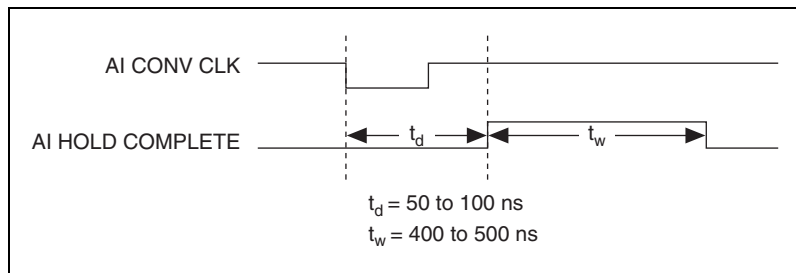 AI CONV CLK
AI HOLD COMPLETE
td
tw
td = 50 to 100 ns
tw = 400 to 500 ns